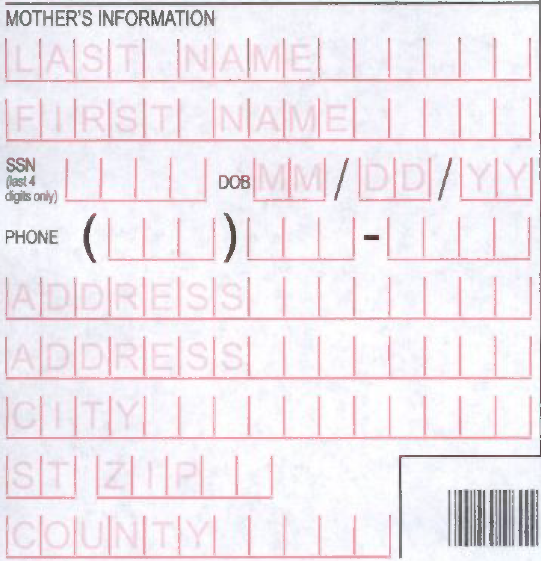 MOTHER'S INFORMATION
LAST NAME
FIRST NAME
SSN
(last 4
digits only)
DOB MM / DD / YY
PHONE ( ) -
ADDRESS
ADDRESS
CITY
ST ZIP
COUNTY